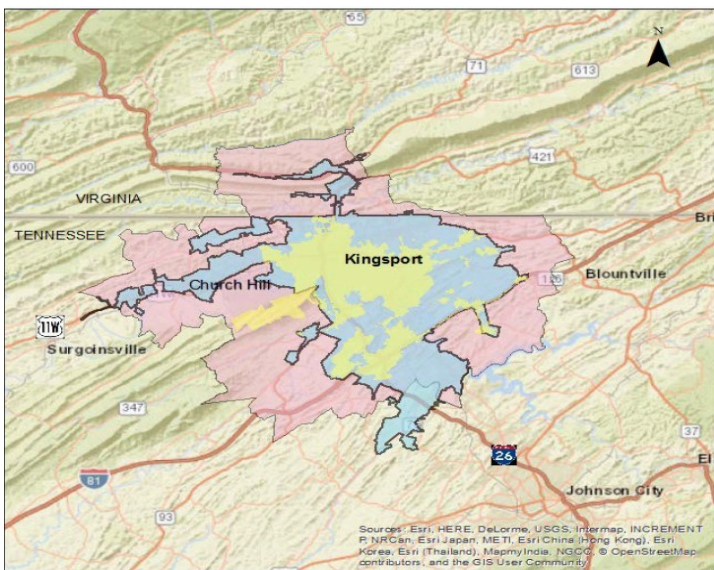 65
N
71
613
421
600
VIRGINIA
TENNESSEE
Bri
Kingsport
Church Hill
126
Blountville
11W
Surgoinsville
347
37
26
El
81
Johnson City
93
Sources: Esri, HERE, DeLorme, USGS, Intermap, INCREMENT
P, NRCan, Esri Japan, METI, Esri China (Hong Kong), Esri
Korea, Esri (Thailand), MapmyIndia, NGCC, © OpenStreetMap
contributors, and the GIS User Community